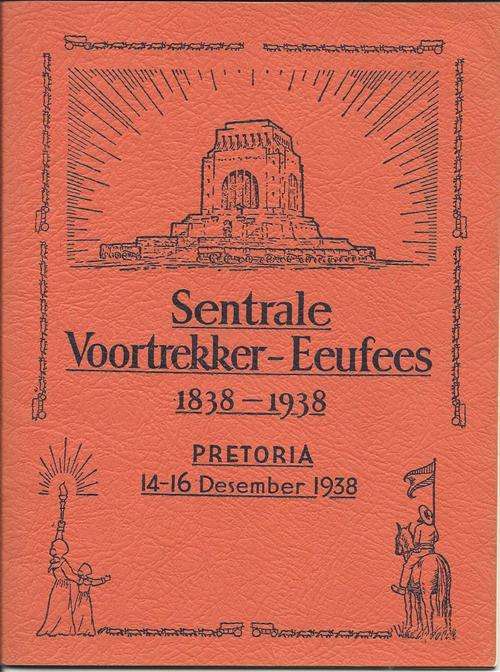 Sentrale
Voortrekker-Eeufees
1838-1938
PRETORIA
14-16 Desember 1938